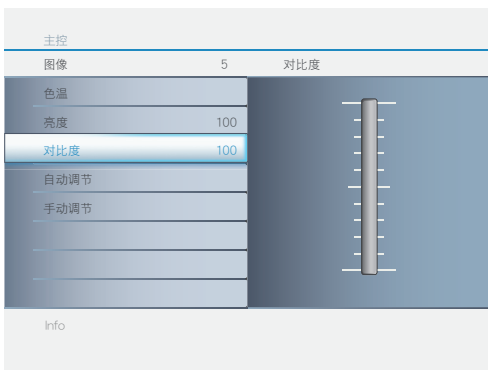 主控
图像 5 对比度
色温
亮度 100
对比度 100
自动调节
手动调节
Info